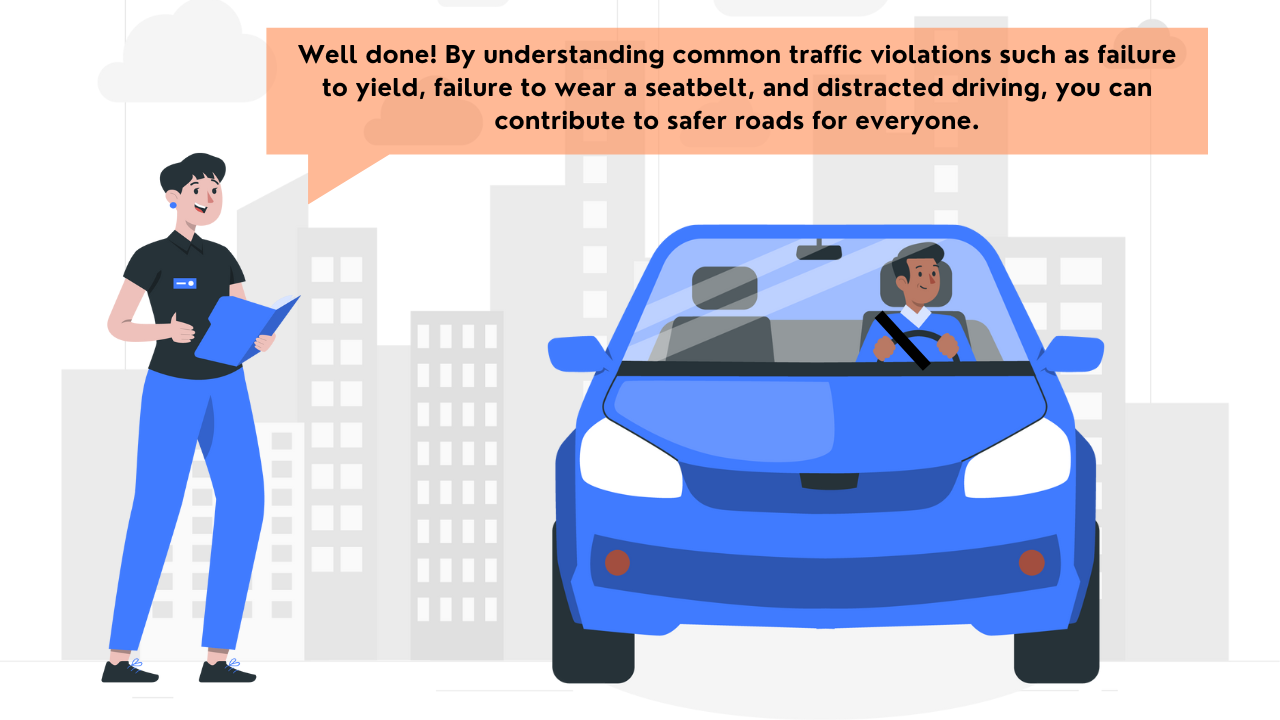 Well done! By understanding common traffic violations such as failure
to yield, failure to wear a seatbelt, and distracted driving, you can
contribute to safer roads for everyone.